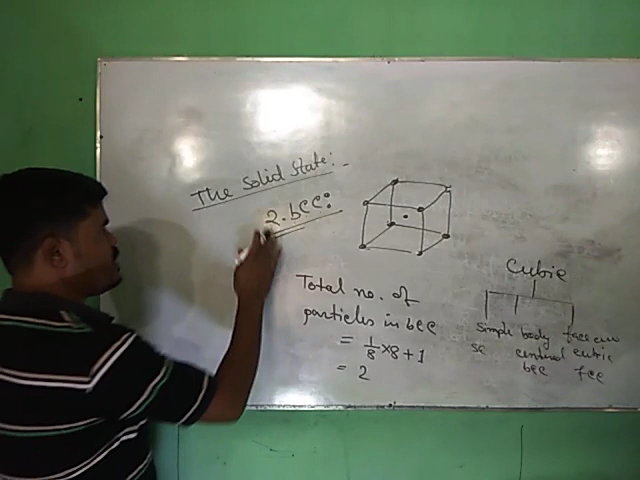 The Solid State:-
2. bcc:
Total no. of
particles in bcc
= 1/8 × 8 + 1
= 2
Cubic
Simple body face
sc centred cubic
bcc fcc